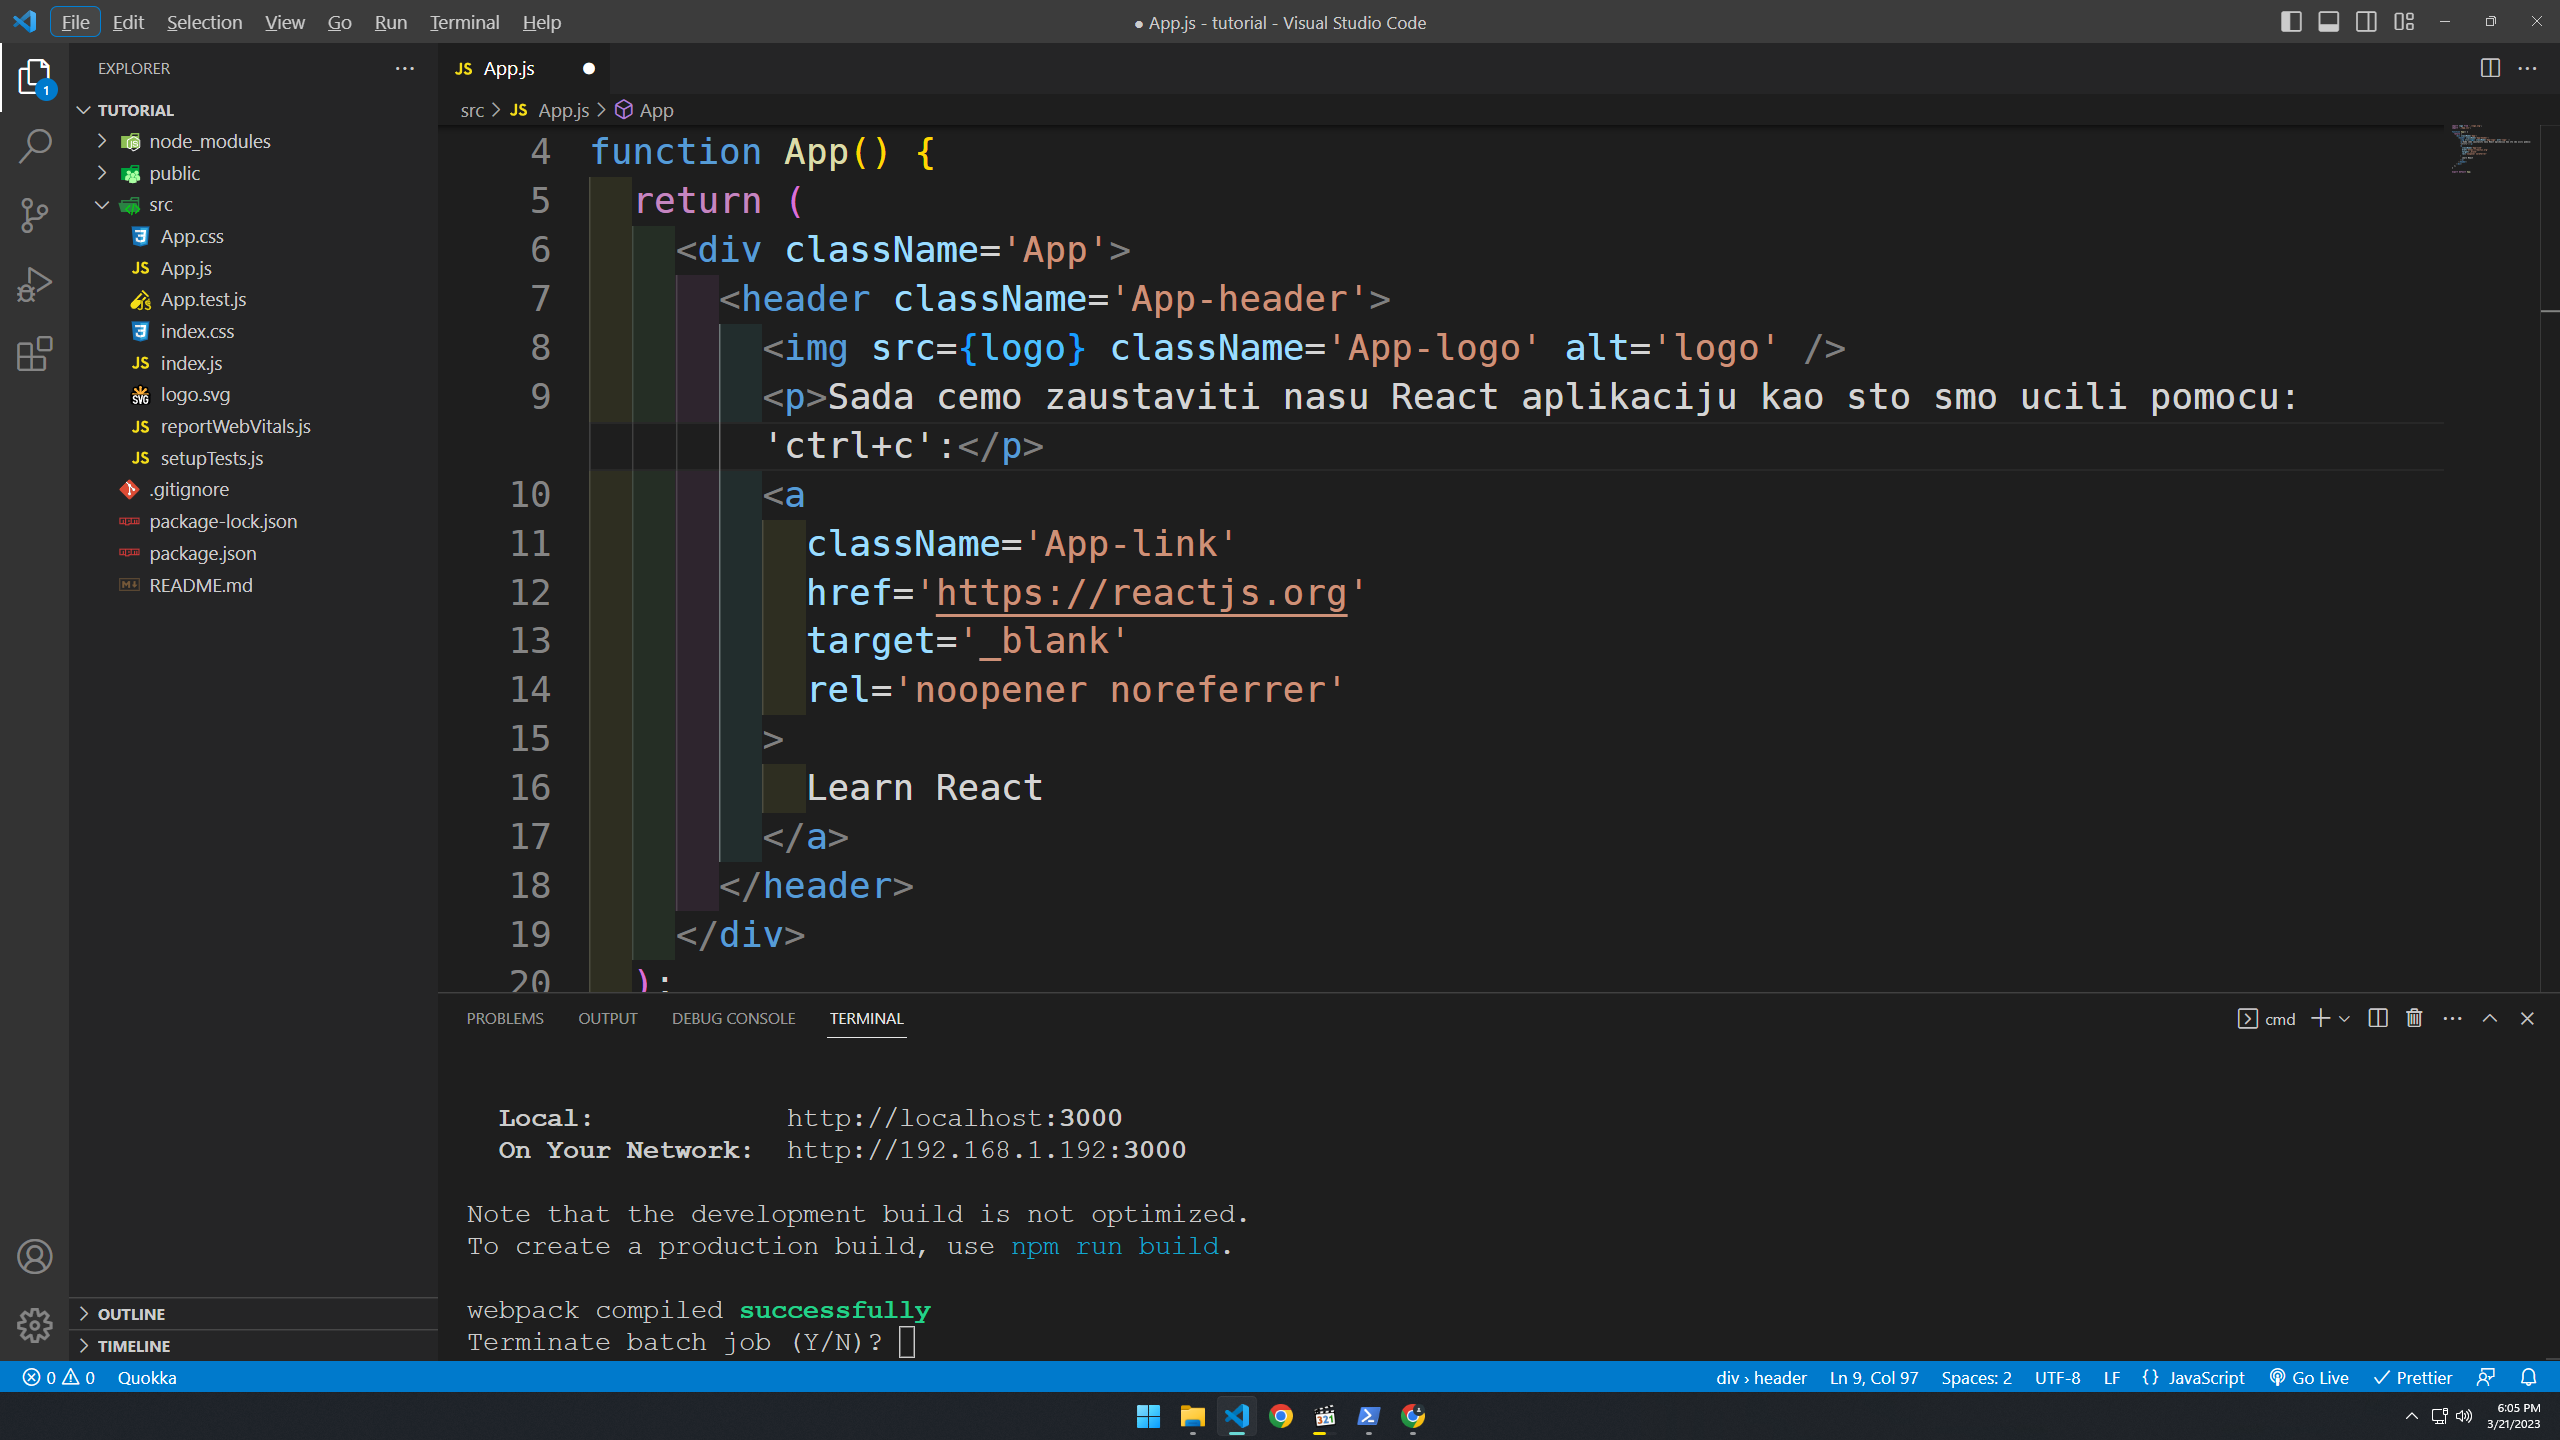 File Edit Selection View Go Run Terminal Help
● App.js - tutorial - Visual Studio Code
EXPLORER
TUTORIAL
node_modules
public
src
App.css
App.js
App.test.js
index.css
index.js
logo.svg
reportWebVitals.js
setupTests.js
.gitignore
package-lock.json
package.json
README.md
OUTLINE
TIMELINE
1
JS App.js
src > JS App.js > App
4 function App() {
5 return (
6 <div className='App'>
7 <header className='App-header'>
8 <img src={logo} className='App-logo' alt='logo' />
9 <p>Sada cemo zaustaviti nasu React aplikaciju kao sto smo ucili pomocu:
'ctrl+c':</p>
10 <a
11 className='App-link'
12 href='https://reactjs.org'
13 target='_blank'
14 rel='noopener noreferrer'
15 >
16 Learn React
17 </a>
18 </header>
19 </div>
20 );
PROBLEMS OUTPUT DEBUG CONSOLE TERMINAL
cmd
Local: http://localhost:3000
On Your Network: http://192.168.1.192:3000
Note that the development build is not optimized.
To create a production build, use npm run build.
webpack compiled successfully
Terminate batch job (Y/N)?
0 0 Quokka
div › header Ln 9, Col 97 Spaces: 2 UTF-8 LF {} JavaScript Go Live Prettier
321
6:05 PM
3/21/2023